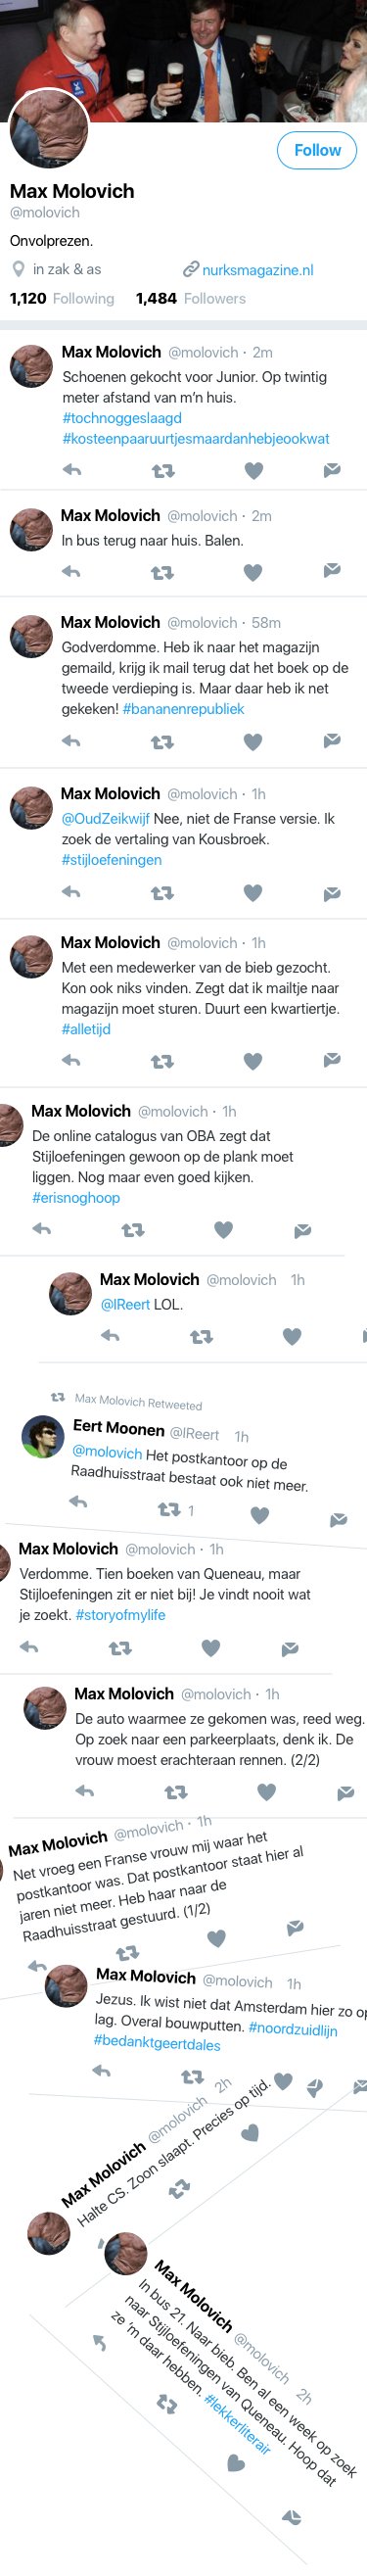 Follow
Max Molovich
@molovich
Onvolprezen.
in zak & as nurksmagazine.nl
1,120 Following 1,484 Followers
Max Molovich @molovich · 2m
Schoenen gekocht voor Junior. Op twintig
meter afstand van m'n huis.
#tochnoggeslaagd
#kosteenpaaruurtjesmaardanhebjeookwat
Max Molovich @molovich · 2m
In bus terug naar huis. Balen.
Max Molovich @molovich · 58m
Godverdomme. Heb ik naar het magazijn
gemaild, krijg ik mail terug dat het boek op de
tweede verdieping is. Maar daar heb ik net
gekeken! #bananenrepubliek
Max Molovich @molovich · 1h
@OudZeikwijf Nee, niet de Franse versie. Ik
zoek de vertaling van Kousbroek.
#stijloefeningen
Max Molovich @molovich · 1h
Met een medewerker van de bieb gezocht.
Kon ook niks vinden. Zegt dat ik mailtje naar
magazijn moet sturen. Duurt een kwartiertje.
#alletijd
Max Molovich @molovich · 1h
De online catalogus van OBA zegt dat
Stijloefeningen gewoon op de plank moet
liggen. Nog maar even goed kijken.
#erisnoghoop
Max Molovich @molovich 1h
@IReert LOL.
Max Molovich Retweeted
Eert Moonen @IReert 1h
@molovich Het postkantoor op de
Raadhuisstraat bestaat ook niet meer.
1
Max Molovich @molovich · 1h
Verdomme. Tien boeken van Queneau, maar
Stijloefeningen zit er niet bij! Je vindt nooit wat
je zoekt. #storyofmylife
Max Molovich @molovich · 1h
De auto waarmee ze gekomen was, reed weg.
Op zoek naar een parkeerplaats, denk ik. De
vrouw moest erachteraan rennen. (2/2)
Max Molovich @molovich · 1h
Net vroeg een Franse vrouw mij waar het
postkantoor was. Dat postkantoor staat hier al
jaren niet meer. Heb haar naar de
Raadhuisstraat gestuurd. (1/2)
Max Molovich @molovich 1h
Jezus. Ik wist niet dat Amsterdam hier zo op
lag. Overal bouwputten. #noordzuidlijn
#bedanktgeertdales
Max Molovich @molovich 2h
Halte CS. Zoon slaapt. Precies op tijd.
Max Molovich @molovich 2h
In bus 21. Naar bieb. Ben al een week op zoek
naar Stijloefeningen van Queneau. Hoop dat
ze 'm daar hebben. #lekkerliterair